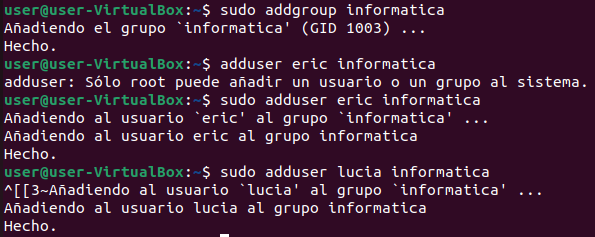 user@user-VirtualBox:~$ sudo addgroup informatica
Añadiendo el grupo `informatica' (GID 1003) ...
Hecho.
user@user-VirtualBox:~$ adduser eric informatica
adduser: Sólo root puede añadir un usuario o un grupo al sistema.
user@user-VirtualBox:~$ sudo adduser eric informatica
Añadiendo al usuario `eric' al grupo `informatica' ...
Añadiendo al usuario eric al grupo informatica
Hecho.
user@user-VirtualBox:~$ sudo adduser lucia informatica
^[[3~Añadiendo al usuario `lucia' al grupo `informatica' ...
Añadiendo al usuario lucia al grupo informatica
Hecho.